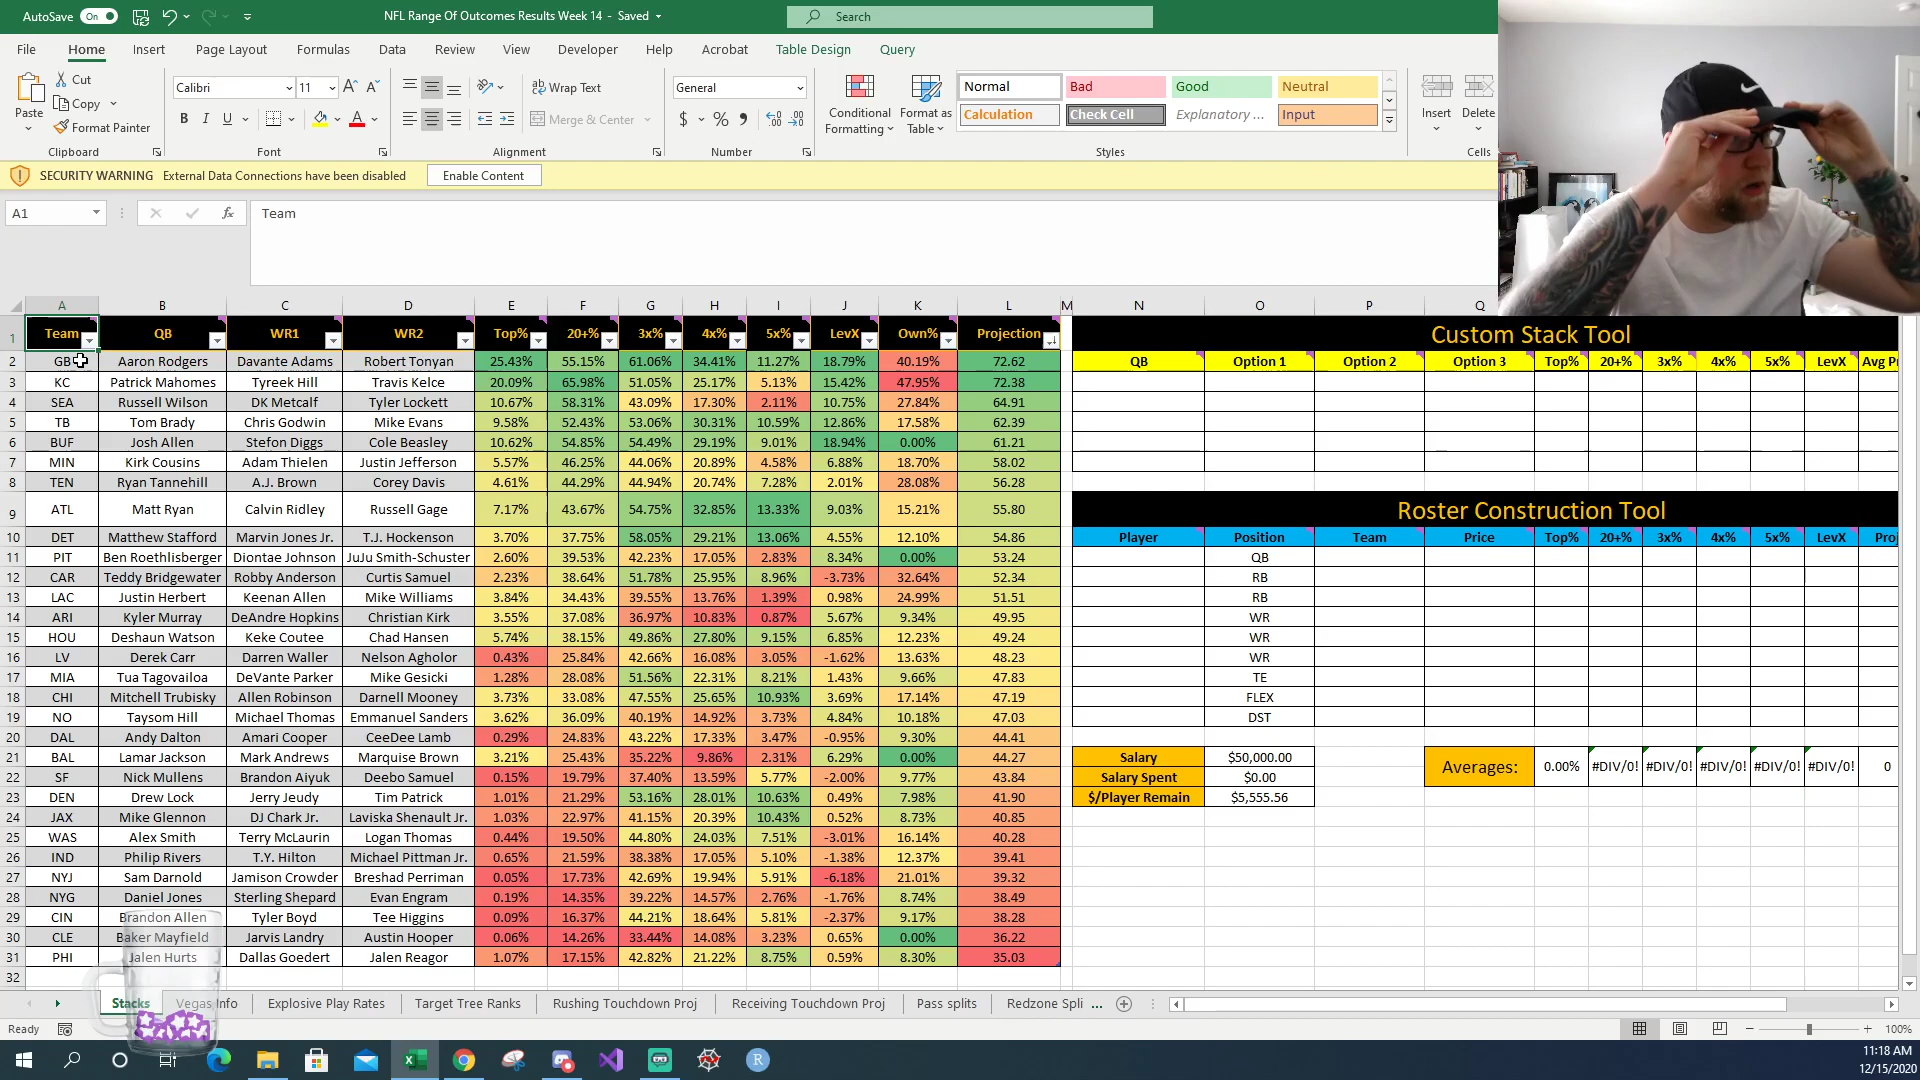 AutoSave On NFL Range Of Outcomes Results Week 14 - Saved Search
File Home Insert Page Layout Formulas Data Review View Developer Help Acrobat Table Design Query
Paste Cut Copy Format Painter Clipboard
Calibri 11 B I U Font
Wrap Text Merge & Center Alignment
General $ % Number
Conditional Formatting Format as Table Normal Bad Good Neutral Calculation Check Cell Explanatory ... Input Styles
Insert Delete Cells
SECURITY WARNING External Data Connections have been disabled Enable Content
A1 fx Team
A B C D E F G H I J K L M N O P Q
1 Team QB WR1 WR2 Top% 20+% 3x% 4x% 5x% LevX Own% Projection
2 GB Aaron Rodgers Davante Adams Robert Tonyan 25.43% 55.15% 61.06% 34.41% 11.27% 18.79% 40.19% 72.62
3 KC Patrick Mahomes Tyreek Hill Travis Kelce 20.09% 65.98% 51.05% 25.17% 5.13% 15.42% 47.95% 72.38
4 SEA Russell Wilson DK Metcalf Tyler Lockett 10.67% 58.31% 43.09% 17.30% 2.11% 10.75% 27.84% 64.91
5 TB Tom Brady Chris Godwin Mike Evans 9.58% 52.43% 53.06% 30.31% 10.59% 12.86% 17.58% 62.39
6 BUF Josh Allen Stefon Diggs Cole Beasley 10.62% 54.85% 54.49% 29.19% 9.01% 18.94% 0.00% 61.21
7 MIN Kirk Cousins Adam Thielen Justin Jefferson 5.57% 46.25% 44.06% 20.89% 4.58% 6.88% 18.70% 58.02
8 TEN Ryan Tannehill A.J. Brown Corey Davis 4.61% 44.29% 44.94% 20.74% 7.28% 2.01% 28.08% 56.28
9 ATL Matt Ryan Calvin Ridley Russell Gage 7.17% 43.67% 54.75% 32.85% 13.33% 9.03% 15.21% 55.80
10 DET Matthew Stafford Marvin Jones Jr. T.J. Hockenson 3.70% 37.75% 58.05% 29.21% 13.06% 4.55% 12.10% 54.86
11 PIT Ben Roethlisberger Diontae Johnson JuJu Smith-Schuster 2.60% 39.53% 42.23% 17.05% 2.83% 8.34% 0.00% 53.24
12 CAR Teddy Bridgewater Robby Anderson Curtis Samuel 2.23% 38.64% 51.78% 25.95% 8.96% -3.73% 32.64% 52.34
13 LAC Justin Herbert Keenan Allen Mike Williams 3.84% 34.43% 39.55% 13.76% 1.39% 0.98% 24.99% 51.51
14 ARI Kyler Murray DeAndre Hopkins Christian Kirk 3.55% 37.08% 36.97% 10.83% 0.87% 5.67% 9.34% 49.95
15 HOU Deshaun Watson Keke Coutee Chad Hansen 5.74% 38.15% 49.86% 27.80% 9.15% 6.85% 12.23% 49.24
16 LV Derek Carr Darren Waller Nelson Agholor 0.43% 25.84% 42.66% 16.08% 3.05% -1.62% 13.63% 48.23
17 MIA Tua Tagovailoa DeVante Parker Mike Gesicki 1.28% 28.08% 51.56% 22.31% 8.21% 1.43% 9.66% 47.83
18 CHI Mitchell Trubisky Allen Robinson Darnell Mooney 3.73% 33.08% 47.55% 25.65% 10.93% 3.69% 17.14% 47.19
19 NO Taysom Hill Michael Thomas Emmanuel Sanders 3.62% 36.09% 40.19% 14.92% 3.73% 4.84% 10.18% 47.03
20 DAL Andy Dalton Amari Cooper CeeDee Lamb 0.29% 24.83% 43.22% 17.33% 3.47% -0.95% 9.30% 44.41
21 BAL Lamar Jackson Mark Andrews Marquise Brown 3.21% 25.43% 35.22% 9.86% 2.31% 6.29% 0.00% 44.27
22 SF Nick Mullens Brandon Aiyuk Deebo Samuel 0.15% 19.79% 37.40% 13.59% 5.77% -2.00% 9.77% 43.84
23 DEN Drew Lock Jerry Jeudy Tim Patrick 1.01% 21.29% 53.16% 28.01% 10.63% 0.49% 7.98% 41.90
24 JAX Mike Glennon DJ Chark Jr. Laviska Shenault Jr. 1.03% 22.97% 41.15% 20.39% 10.43% 0.52% 8.73% 40.85
25 WAS Alex Smith Terry McLaurin Logan Thomas 0.44% 19.50% 44.80% 24.03% 7.51% -3.01% 16.14% 40.28
26 IND Philip Rivers T.Y. Hilton Michael Pittman Jr. 0.65% 21.59% 38.38% 17.05% 5.10% -1.38% 12.37% 39.41
27 NYJ Sam Darnold Jamison Crowder Breshad Perriman 0.05% 17.73% 42.69% 19.94% 5.91% -6.18% 21.01% 39.32
28 NYG Daniel Jones Sterling Shepard Evan Engram 0.19% 14.35% 39.22% 14.57% 2.76% -1.76% 8.74% 38.49
29 CIN Brandon Allen Tyler Boyd Tee Higgins 0.09% 16.37% 44.21% 18.64% 5.81% -2.37% 9.17% 38.28
30 CLE Baker Mayfield Jarvis Landry Austin Hooper 0.06% 14.26% 33.44% 14.08% 3.23% 0.65% 0.00% 36.22
31 PHI Jalen Hurts Dallas Goedert Jalen Reagor 1.07% 17.15% 42.82% 21.22% 8.75% 0.59% 8.30% 35.03
32
Custom Stack Tool
QB Option 1 Option 2 Option 3 Top% 20+% 3x% 4x% 5x% LevX Avg Pr
Roster Construction Tool
Player Position Team Price Top% 20+% 3x% 4x% 5x% LevX Proj
QB
RB
RB
WR
WR
WR
TE
FLEX
DST
Salary $50,000.00
Salary Spent $0.00
$/Player Remain $5,555.56
Averages: 0.00% #DIV/0! #DIV/0! #DIV/0! #DIV/0! #DIV/0! 0
Stacks Vegas Info Explosive Play Rates Target Tree Ranks Rushing Touchdown Proj Receiving Touchdown Proj Pass splits Redzone Spli ...
Ready 100%
11:18 AM
12/15/2020